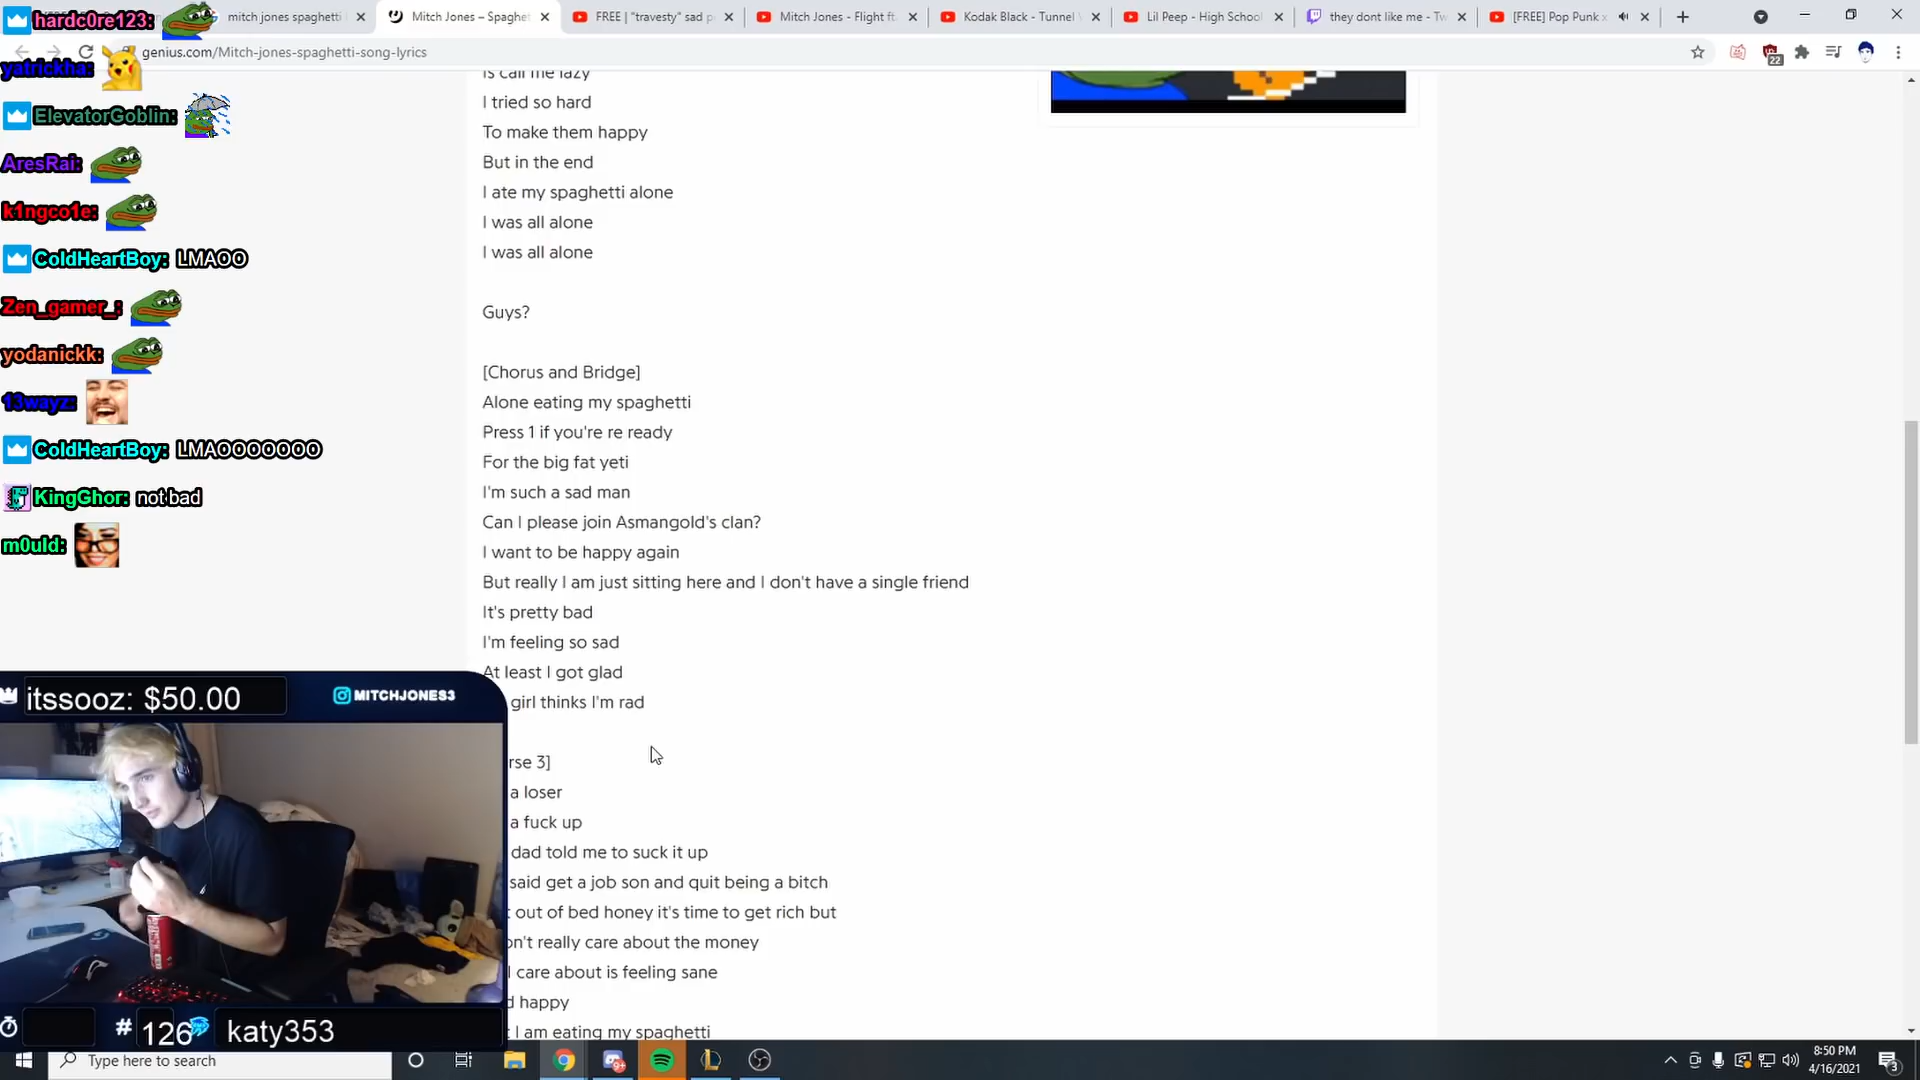 hardc0re123:
yatrickha:
ElevatorGoblin:
AresRai:
k1ngco1e:
ColdHeartBoy: LMAOO
Zen_gamer_:
yodanickk:
13wayz:
ColdHeartBoy: LMAOOOOOOO
KingGhor: not bad
m0uld:
mitch jones spaghetti
Mitch Jones – Spaghet
FREE | "travesty" sad p
Mitch Jones - Flight ft.
Kodak Black - Tunnel
Lil Peep - High School
they dont like me - Tw
[FREE] Pop Punk x
genius.com/Mitch-jones-spaghetti-song-lyrics
22
Is call me lazy
I tried so hard
To make them happy
But in the end
I ate my spaghetti alone
I was all alone
I was all alone
Guys?
[Chorus and Bridge]
Alone eating my spaghetti
Press 1 if you're re ready
For the big fat yeti
I'm such a sad man
Can I please join Asmangold's clan?
I want to be happy again
But really I am just sitting here and I don't have a single friend
It's pretty bad
I'm feeling so sad
At least I got glad
girl thinks I'm rad
rse 3]
a loser
a fuck up
dad told me to suck it up
said get a job son and quit being a bitch
t out of bed honey it's time to get rich but
on't really care about the money
I care about is feeling sane
d happy
t I am eating my spaghetti
itssooz: $50.00
MITCHJONES3
# 126
katy353
Type here to search
9+
8:50 PM
4/16/2021
3